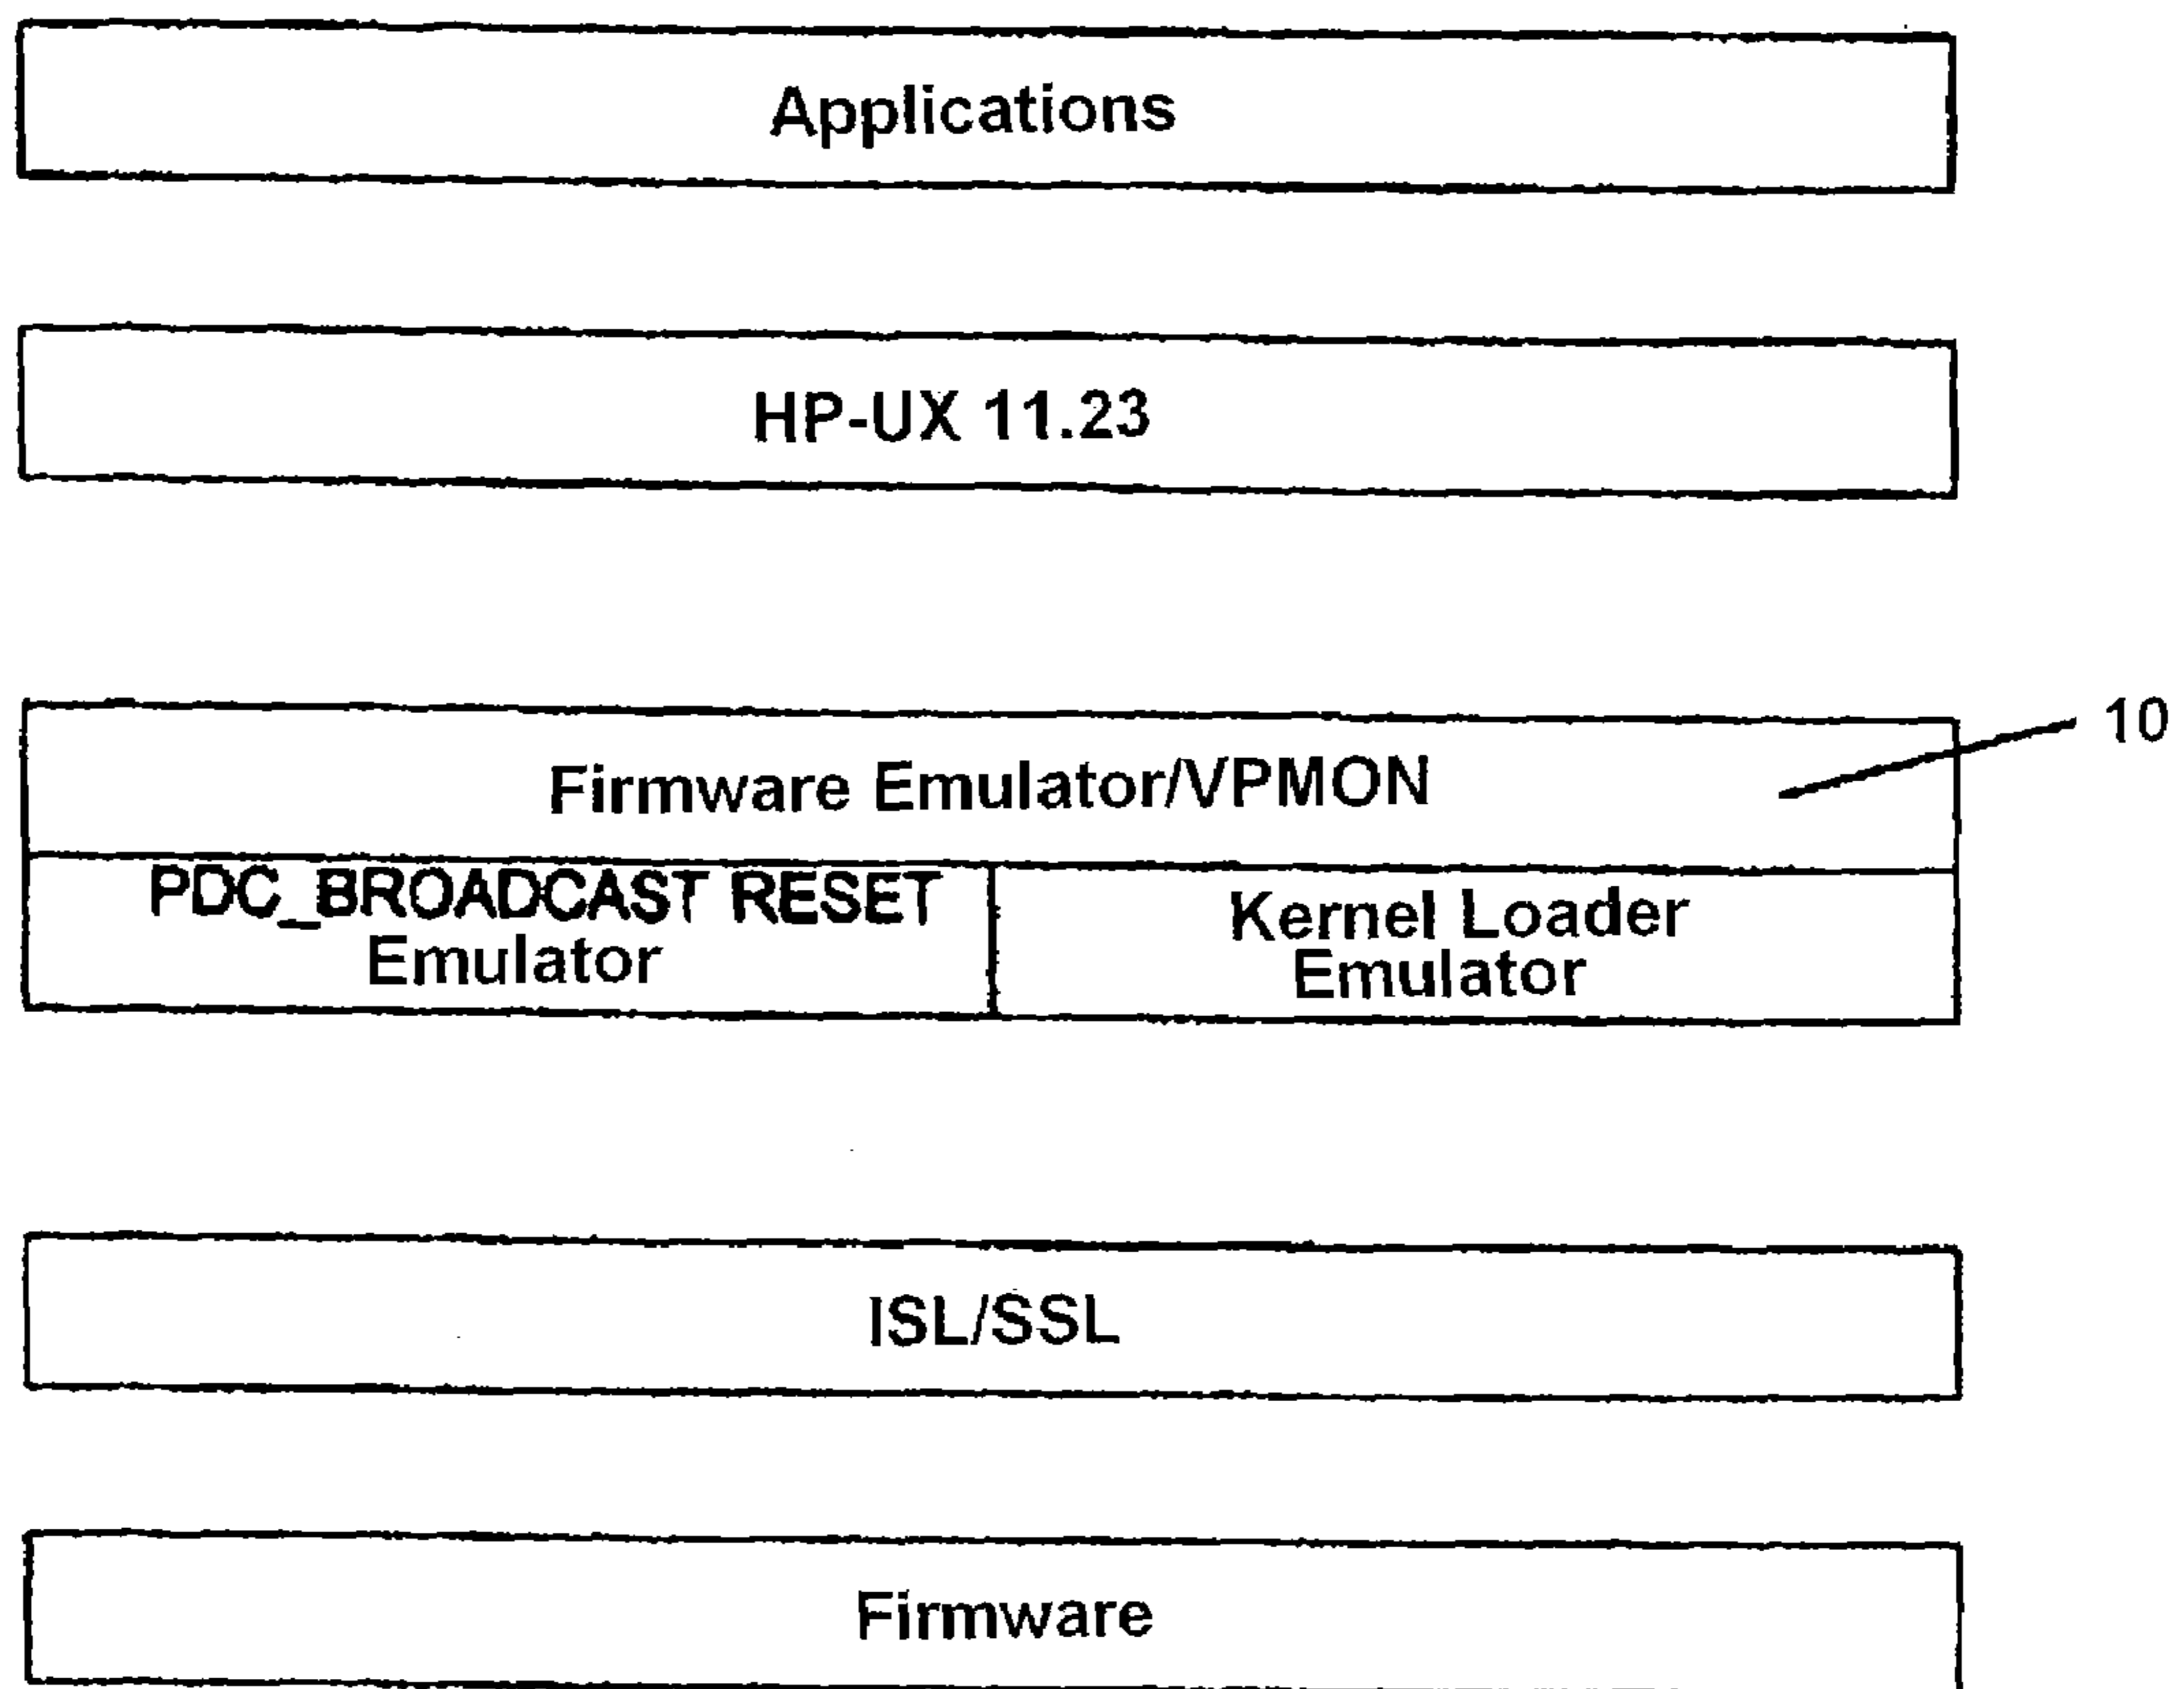 Applications
HP-UX 11.23
10
Firmware Emulator/VPMON
PDC_BROADCAST RESET
Emulator
Kernel Loader
Emulator
ISL/SSL
Firmware